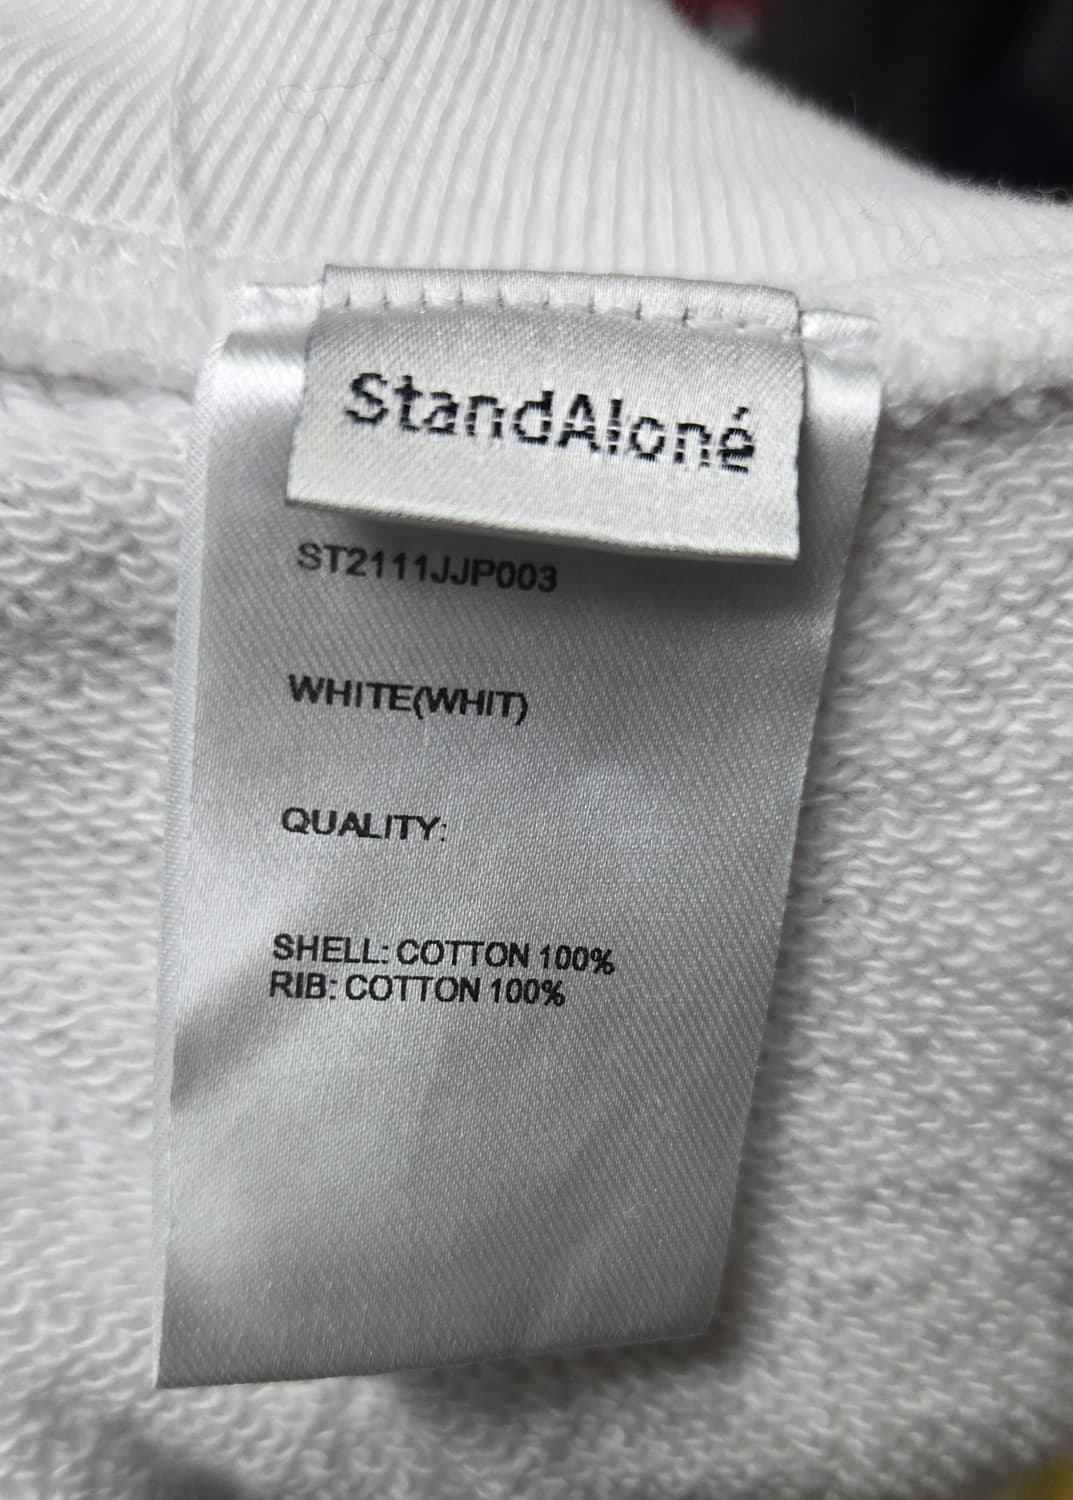 StandAloné
ST2111JJP003
WHITE(WHIT)
QUALITY:
SHELL: COTTON 100%
RIB: COTTON 100%